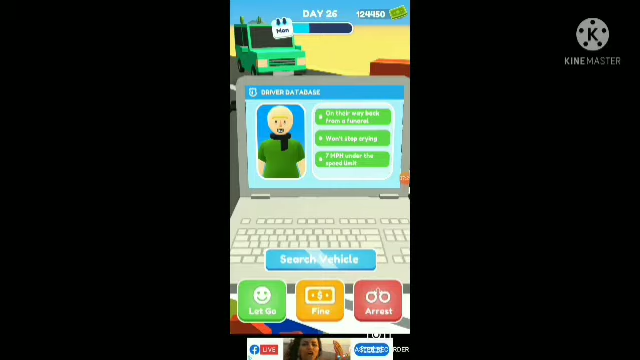 DAY 26
124450
Mon
DRIVER DATABASE
On their way back
from a funeral
Won't stop crying
7 MPH under the
speed limit
Search Vehicle
Let Go
Fine
Arrest
LIVE
K
KINEMASTER